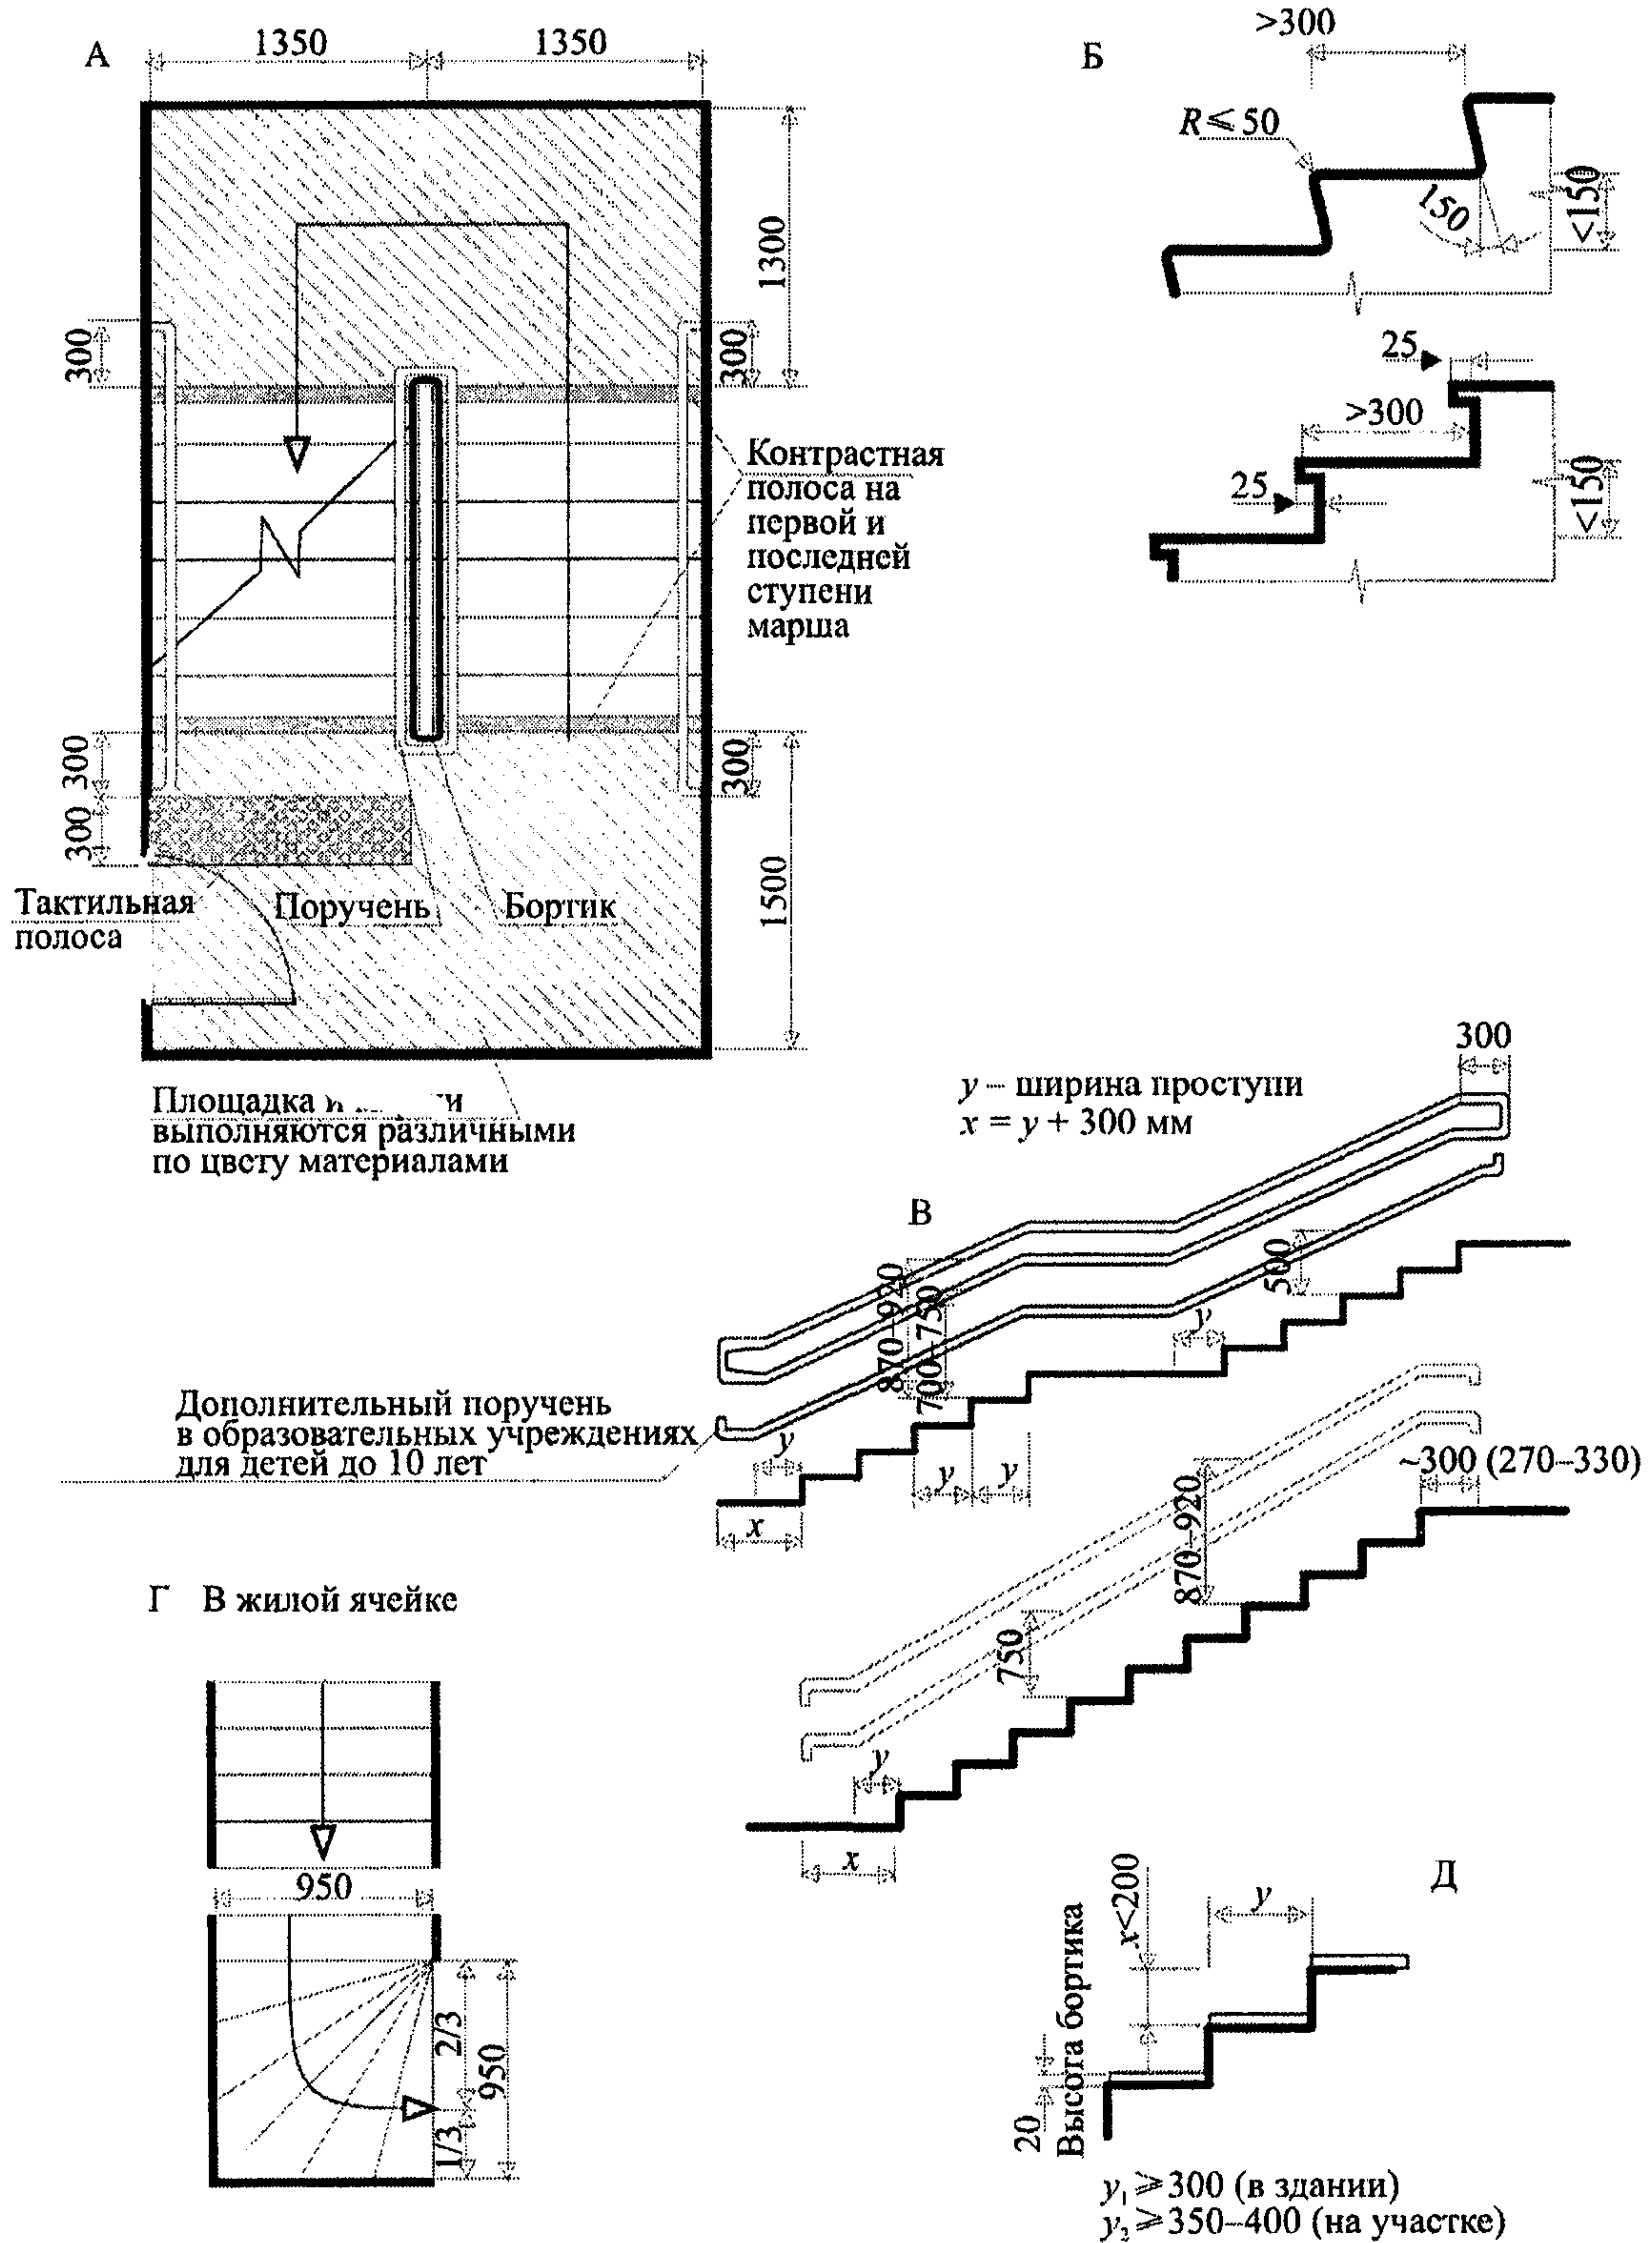 А
1350
1350
1300
300
300
Контрастная
полоса на
первой и
последней
ступени
марша
300
300
300
1500
Тактильная
полоса
Поручень
Бортик
Площадка
выполняются различными
по цвету материалами
Б
>300
R⩽50
150
<150
25
>300
25
<150
y – ширина проступи
x = y + 300 мм
300
В
870–920
700–750
500
y
Дополнительный поручень
в образовательных учреждениях
для детей до 10 лет
y
y
y
x
~300 (270–330)
870–920
750
y
x
Г В жилой ячейке
950
2/3
950
1/3
Д
x<200
y
Высота бортика
20
y₁⩾300 (в здании)
y₂⩾350–400 (на участке)